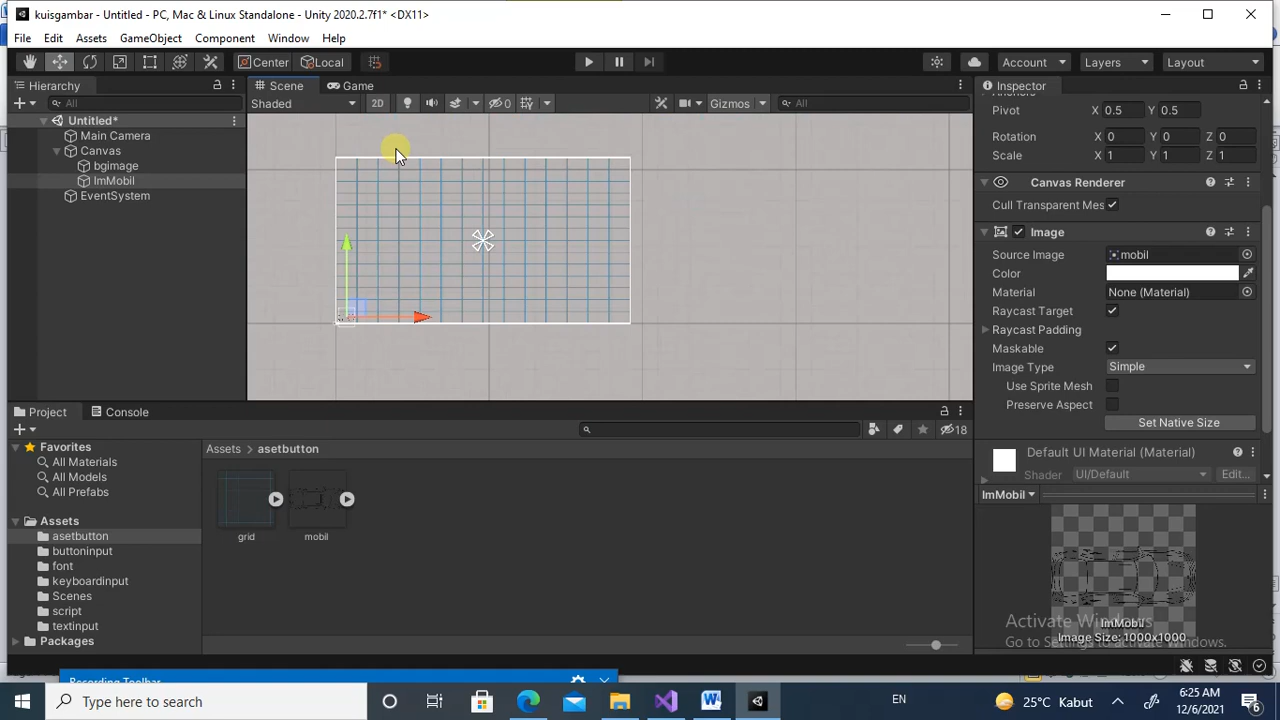 kuisgambar - Untitled - PC, Mac & Linux Standalone - Unity 2020.2.7f1* <DX11>
File Edit Assets GameObject Component Window Help
Center Local Account Layers Layout
Hierarchy Scene Game Inspector
All Shaded 2D 0 Gizmos All
Untitled*
Main Camera
Canvas
bgimage
ImMobil
EventSystem
Pivot X 0.5 Y 0.5
Rotation X 0 Y 0 Z 0
Scale X 1 Y 1 Z 1
Canvas Renderer
Cull Transparent Mes
Image
Source Image mobil
Color
Material None (Material)
Raycast Target
Raycast Padding
Maskable
Image Type Simple
Use Sprite Mesh
Preserve Aspect
Set Native Size
Default UI Material (Material)
Shader UI/Default Edit...
ImMobil
ImMobil
Image Size: 1000x1000
Activate Windows
Go to Settings to activate Windows.
Project Console
18
Favorites
All Materials
All Models
All Prefabs
Assets
asetbutton
buttoninput
font
keyboardinput
Scenes
script
textinput
Packages
Assets > asetbutton
grid mobil
Recording Toolbar
Type here to search
EN
25°C Kabut
6:25 AM
12/6/2021
6